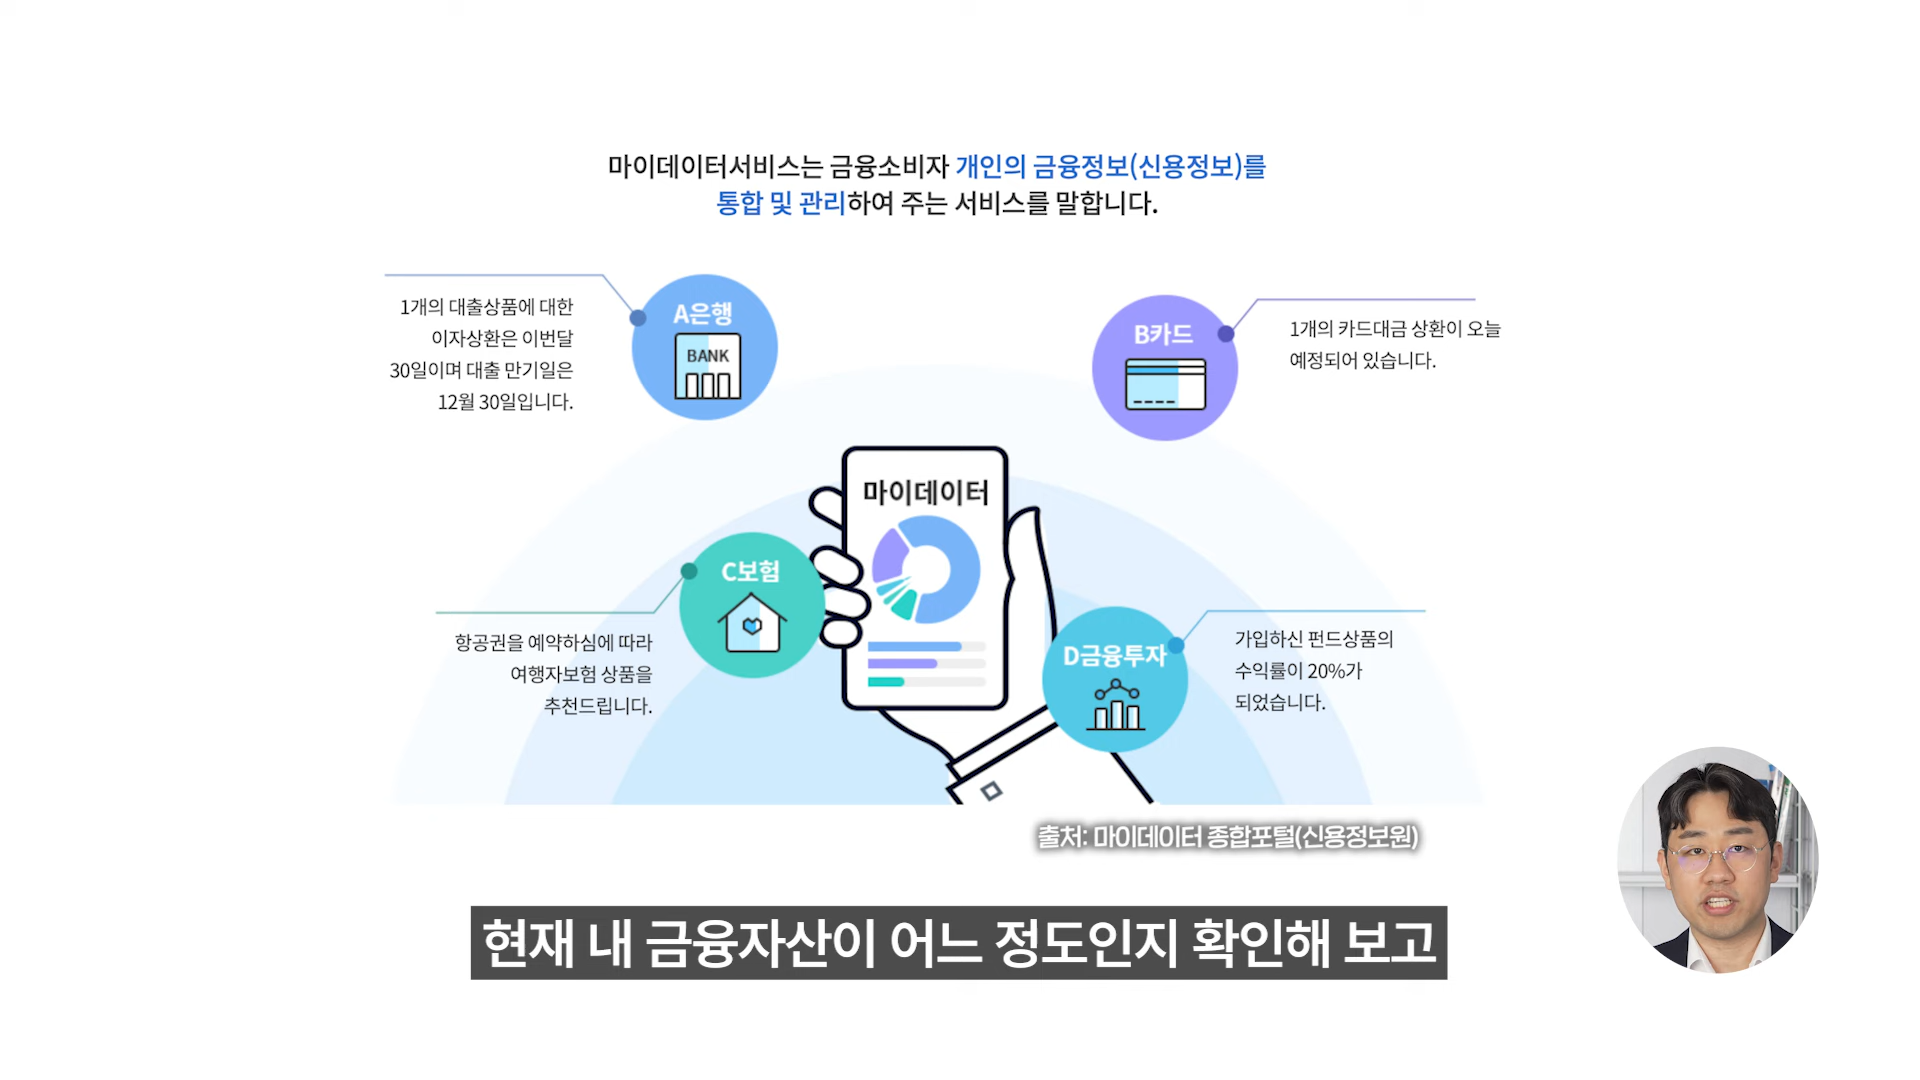 마이데이터서비스는 금융소비자 개인의 금융정보(신용정보)를
통합 및 관리하여 주는 서비스를 말합니다.
A은행
BANK
1개의 대출상품에 대한
이자상환은 이번달
30일이며 대출 만기일은
12월 30일입니다.
B카드
1개의 카드대금 상환이 오늘
예정되어 있습니다.
마이데이터
C보험
항공권을 예약하심에 따라
여행자보험 상품을
추천드립니다.
D금융투자
가입하신 펀드상품의
수익률이 20%가
되었습니다.
출처: 마이데이터 종합포털(신용정보원)
현재 내 금융자산이 어느 정도인지 확인해 보고